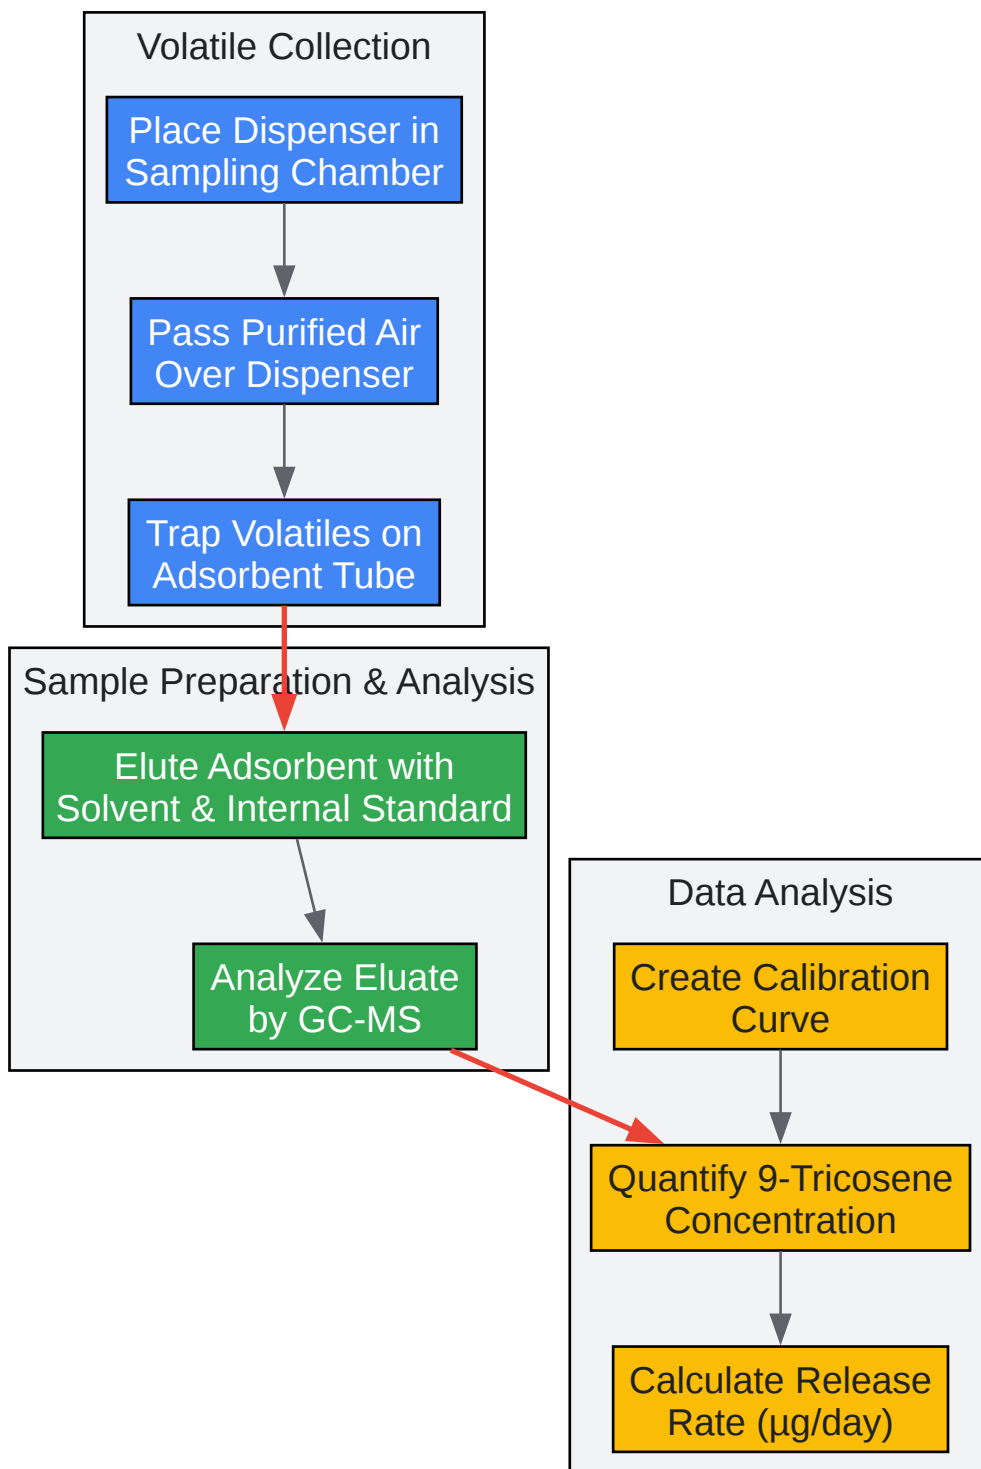 Volatile Collection
Place Dispenser in
Sampling Chamber
Pass Purified Air
Over Dispenser
Trap Volatiles on
Adsorbent Tube
Sample Preparation & Analysis
Elute Adsorbent with
Solvent & Internal Standard
Analyze Eluate
by GC-MS
Data Analysis
Create Calibration
Curve
Quantify 9-Tricosene
Concentration
Calculate Release
Rate (µg/day)